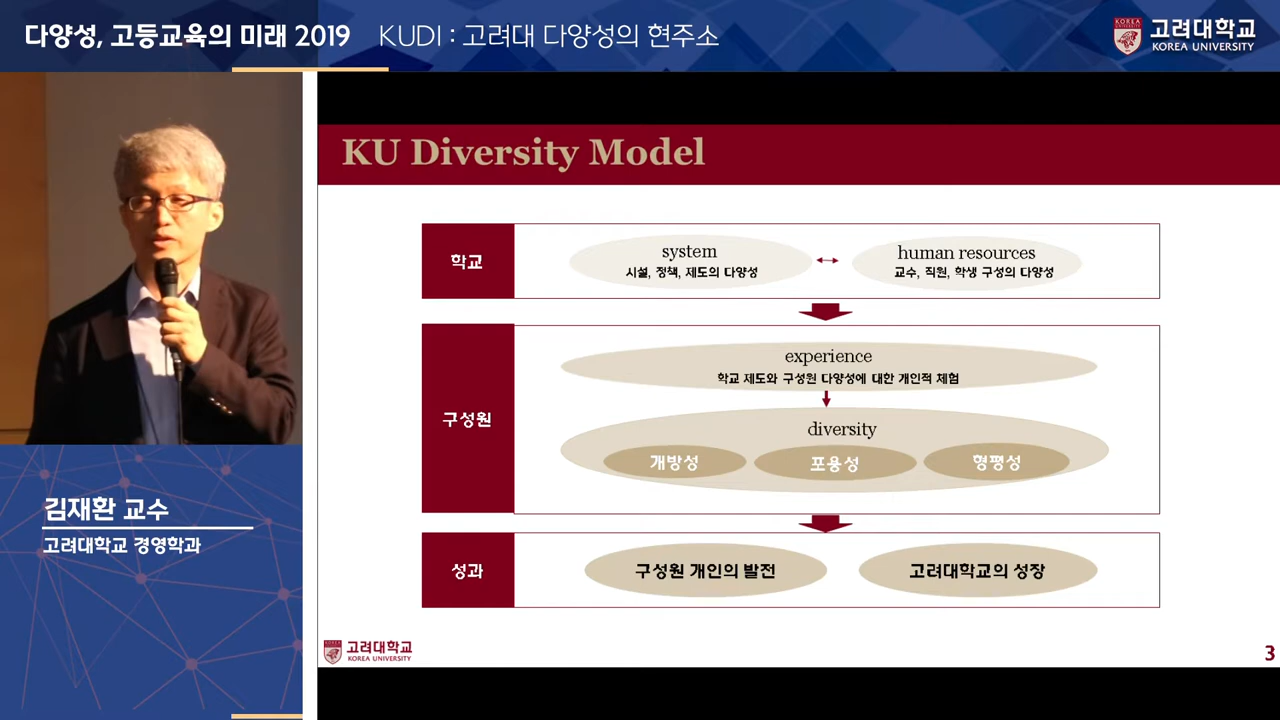 다양성, 고등교육의 미래 2019 KUDI : 고려대 다양성의 현주소
KOREA
고려대학교
KOREA UNIVERSITY
KU Diversity Model
학교
system
시설, 정책, 제도의 다양성
human resources
교수, 직원, 학생 구성의 다양성
구성원
experience
학교 제도와 구성원 다양성에 대한 개인적 체험
diversity
개방성 포용성 형평성
성과
구성원 개인의 발전
고려대학교의 성장
김재환 교수
고려대학교 경영학과
KOREA
고려대학교
KOREA UNIVERSITY
3